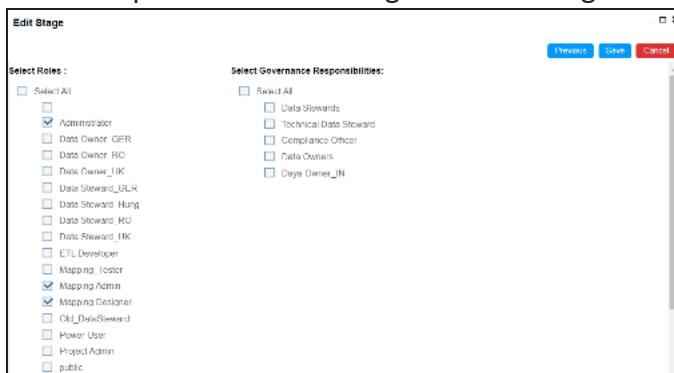 Edit Stage
Previous Save Cancel
Select Roles :
Select All
Administrator
Data Owner_GER
Data Owner_RO
Data Owner_UK
Data Steward_GER
Data Steward_Hung
Data Steward_RO
Data Steward_UK
ETL Developer
Mapping_Tester
Mapping Admin
Mapping Designer
Old_DataSteward
Power User
Project Admin
public
Select Governance Responsibilities:
Select All
Data Stewards
Technical Data Steward
Compliance Officer
Data Owners
Daya Owner_IN